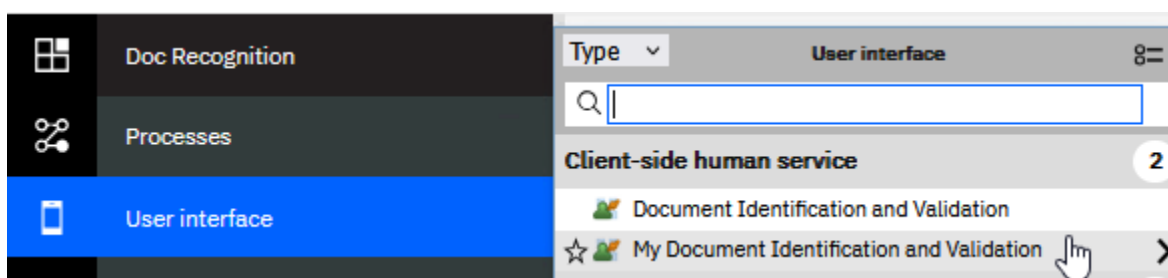 Doc Recognition
Processes
User interface
Type
User interface
Client-side human service
2
Document Identification and Validation
My Document Identification and Validation